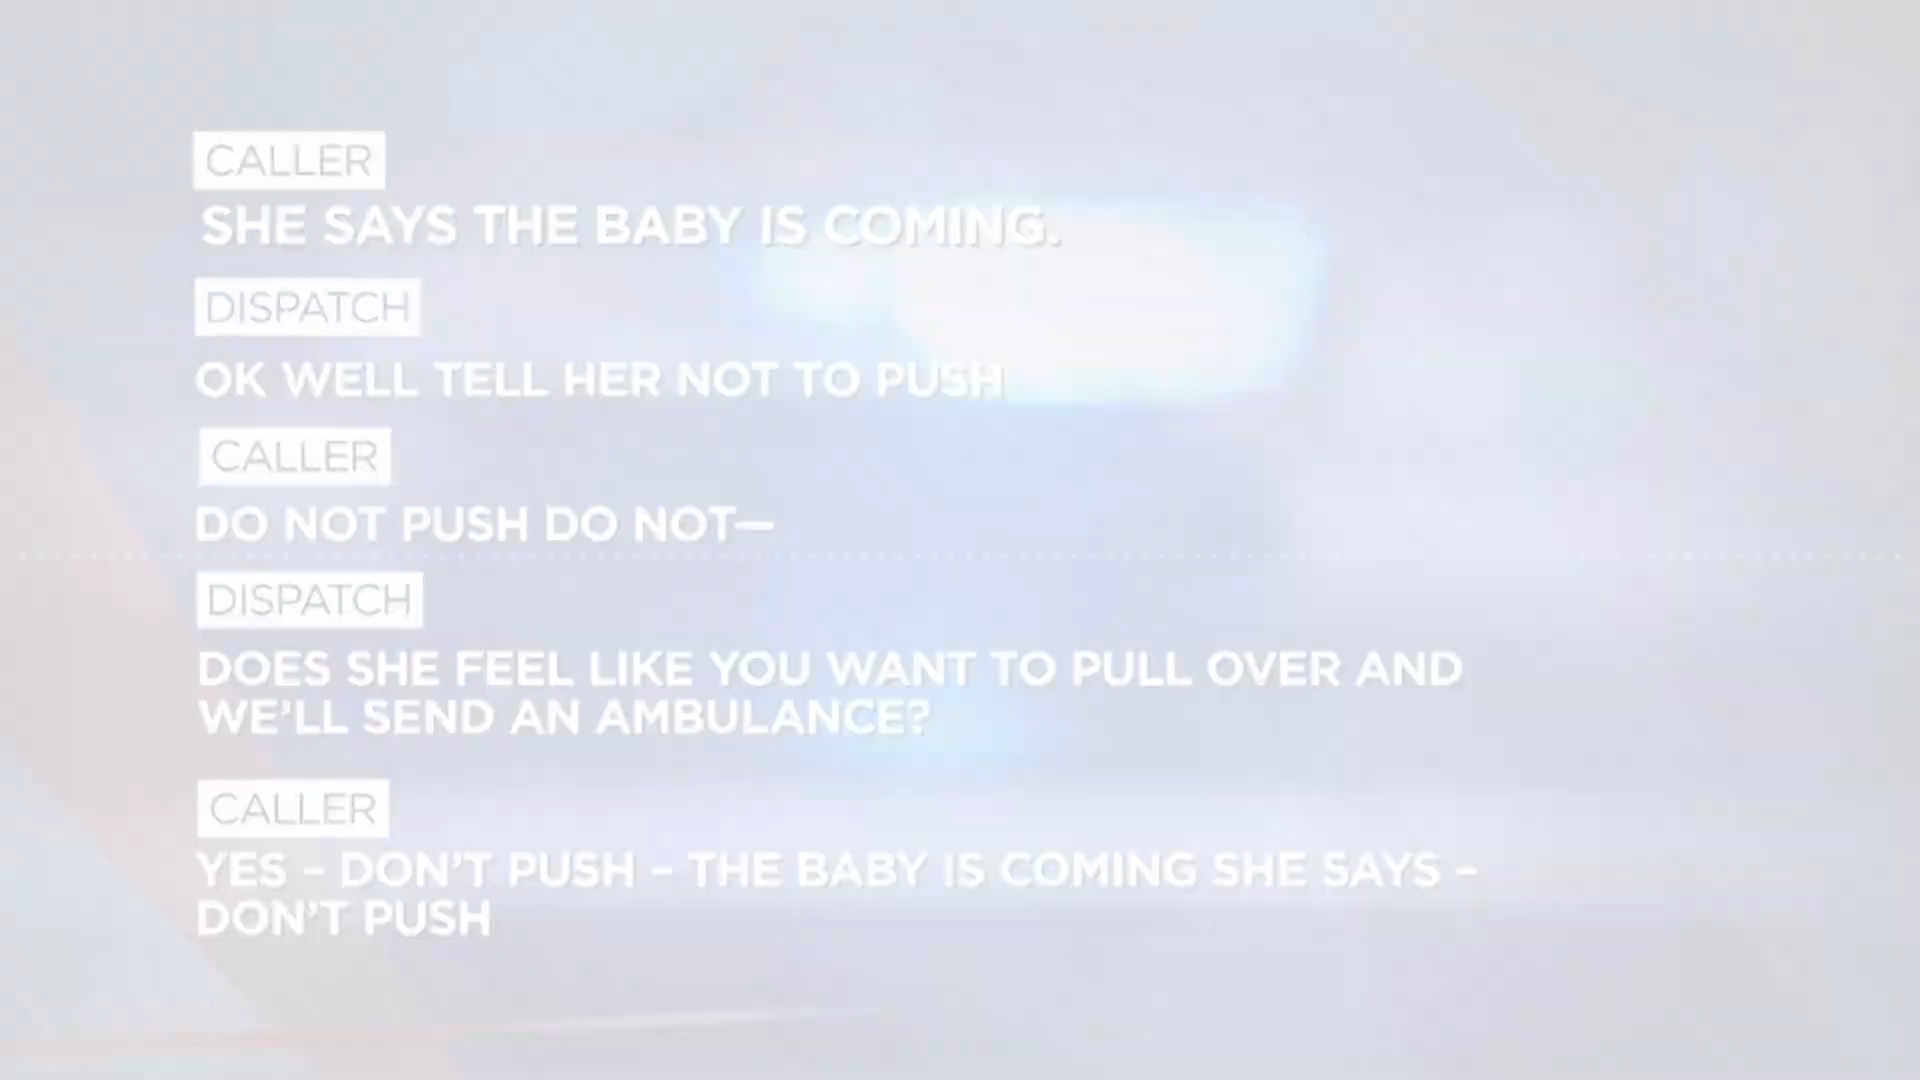 CALLER
SHE SAYS THE BABY IS COMING.
DISPATCH
OK WELL TELL HER NOT TO PUSH
CALLER
DO NOT PUSH DO NOT—
DISPATCH
DOES SHE FEEL LIKE YOU WANT TO PULL OVER AND
WE'LL SEND AN AMBULANCE?
CALLER
YES – DON'T PUSH – THE BABY IS COMING SHE SAYS –
DON'T PUSH